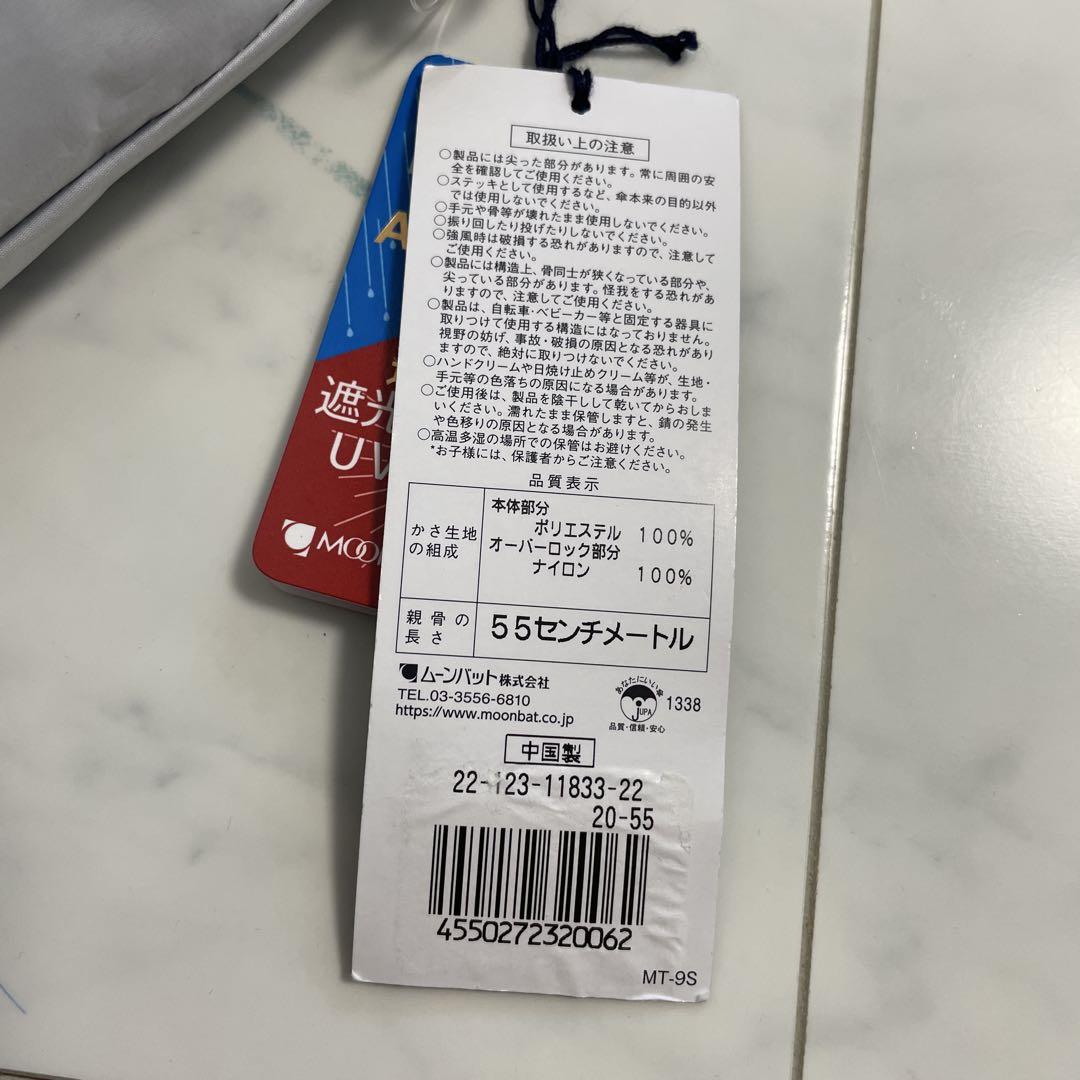 取扱い上の注意
○製品には尖った部分があります。常に周囲の安
全を確認してご使用ください。
○ステッキとして使用するなど、傘本来の目的以外
では使用しないでください。
○手元や骨等が壊れたまま使用しないでください。
○振り回したり投げたりしないでください。
○強風時は破損する恐れがありますので、注意して
ご使用ください。
○製品には構造上、骨同士が狭くなっている部分や、
尖っている部分があります。怪我をする恐れがあ
りますので、注意してご使用ください。
○製品は、自転車・ベビーカー等と固定する器具に
取りつけて使用する構造にはなっておりません。
視野の妨げ、事故・破損の原因となる恐れがあり
ますので、絶対に取りつけないでください。
○ハンドクリームや日焼け止めクリーム等が、生地・
手元等の色落ちの原因になる場合があります。
○ご使用後は、製品を陰干しして乾いてからおしま
いください。濡れたまま保管しますと、錆の発生
や色移りの原因となる場合があります。
○高温多湿の場所での保管はお避けください。
*お子様には、保護者からご注意ください。
品質表示
かさ生地
の組成
本体部分
ポリエステル 100%
オーバーロック部分
ナイロン 100%
親骨の
長さ
55センチメートル
ムーンバット株式会社
TEL.03-3556-6810
https://www.moonbat.co.jp
あなたにいい傘
JUPA
品質・信頼・安心
1338
中国製
22-123-11833-22
20-55
4550272320062
MT-9S
遮光